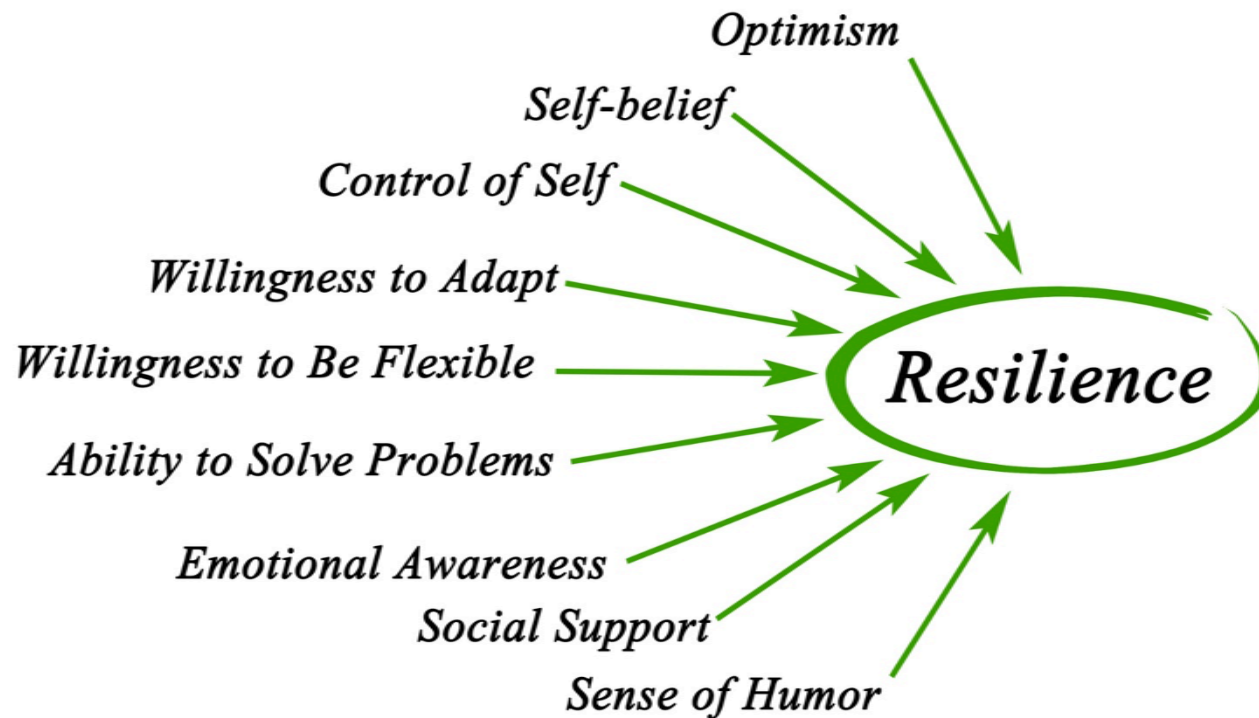 Optimism
Self-belief
Control of Self
Willingness to Adapt
Willingness to Be Flexible
Resilience
Ability to Solve Problems
Emotional Awareness
Social Support
Sense of Humor